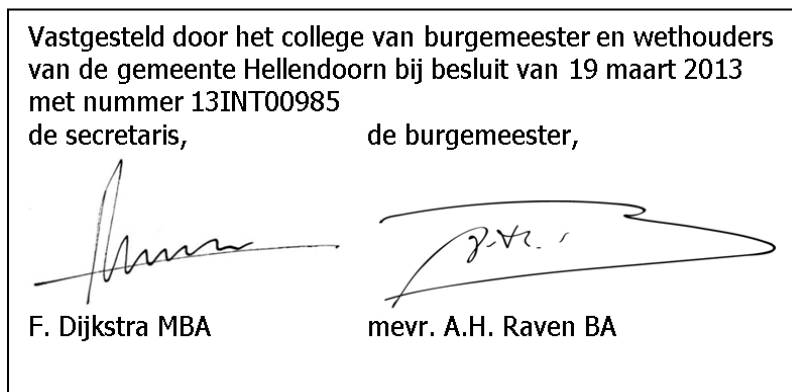 Vastgesteld door het college van burgemeester en wethouders
van de gemeente Hellendoorn bij besluit van 19 maart 2013
met nummer 13INT00985
de secretaris, de burgemeester,
F. Dijkstra MBA mevr. A.H. Raven BA